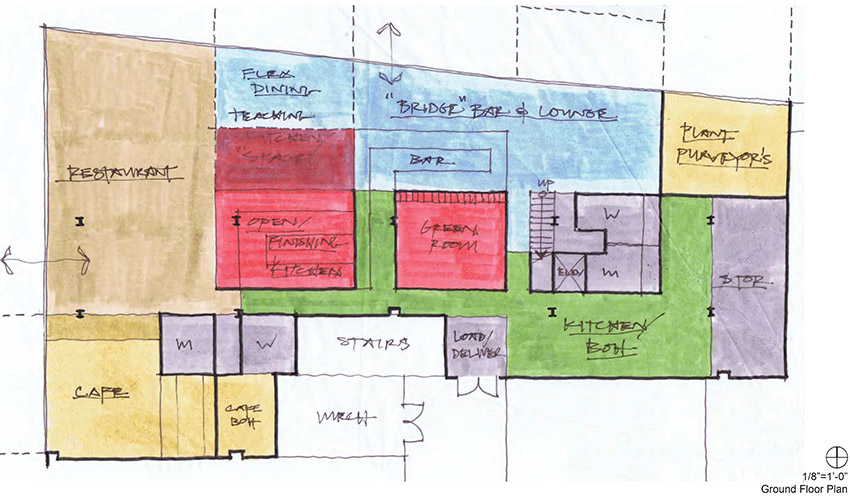 FLEX
DINING
TEACHING
KITCHEN
"STAGE"
"BRIDGE" BAR & LOUNGE
BAR
PLANT
PURVEYOR'S
RESTAURANT
UP
OPEN/
FINISHING
KITCHEN
GREEN
ROOM
W
M
ELEV
STOR
KITCHEN/
BOH
M
W
STAIRS
LOAD/
DELIVER
CAFE
CAFE
BOH
1/8"=1'-0"
Ground Floor Plan